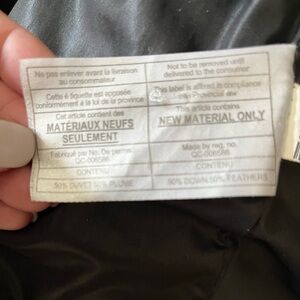 Ne pas enlever avant la livraison
au consommateur
Cette étiquette est apposée
conformément à la loi de la province
Cet article contient des
MATÉRIAUX NEUFS
SEULEMENT
Fabriqué par No. De permis
QC-006586
CONTENU
50% DUVET 50% PLUME
Not to be removed until
delivered to the consumer
This label is affixed in compliance
with Provincial law
This article contains
NEW MATERIAL ONLY
Made by reg. no.
QC-006586
CONTENU
50% DOWN 50% FEATHERS